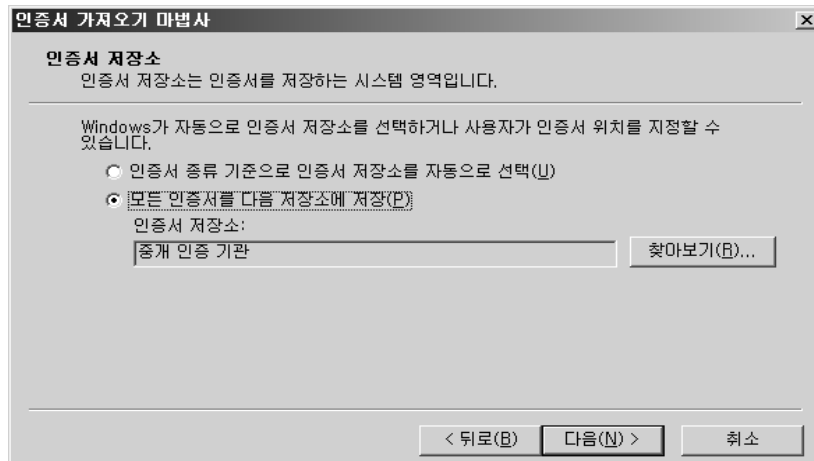 인증서 가져오기 마법사
인증서 저장소
인증서 저장소는 인증서를 저장하는 시스템 영역입니다.
Windows가 자동으로 인증서 저장소를 선택하거나 사용자가 인증서 위치를 지정할 수
있습니다.
인증서 종류 기준으로 인증서 저장소를 자동으로 선택(U)
모든 인증서를 다음 저장소에 저장(P)
인증서 저장소:
중개 인증 기관
찾아보기(R)...
< 뒤로(B) 다음(N) > 취소